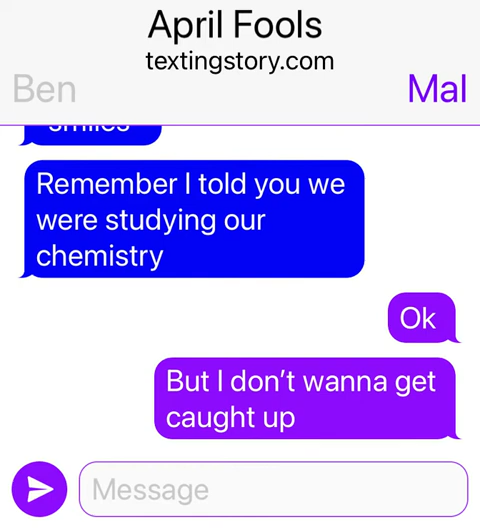 April Fools
textingstory.com
Ben
Mal
smiles
Remember I told you we
were studying our
chemistry
Ok
But I don't wanna get
caught up
Message